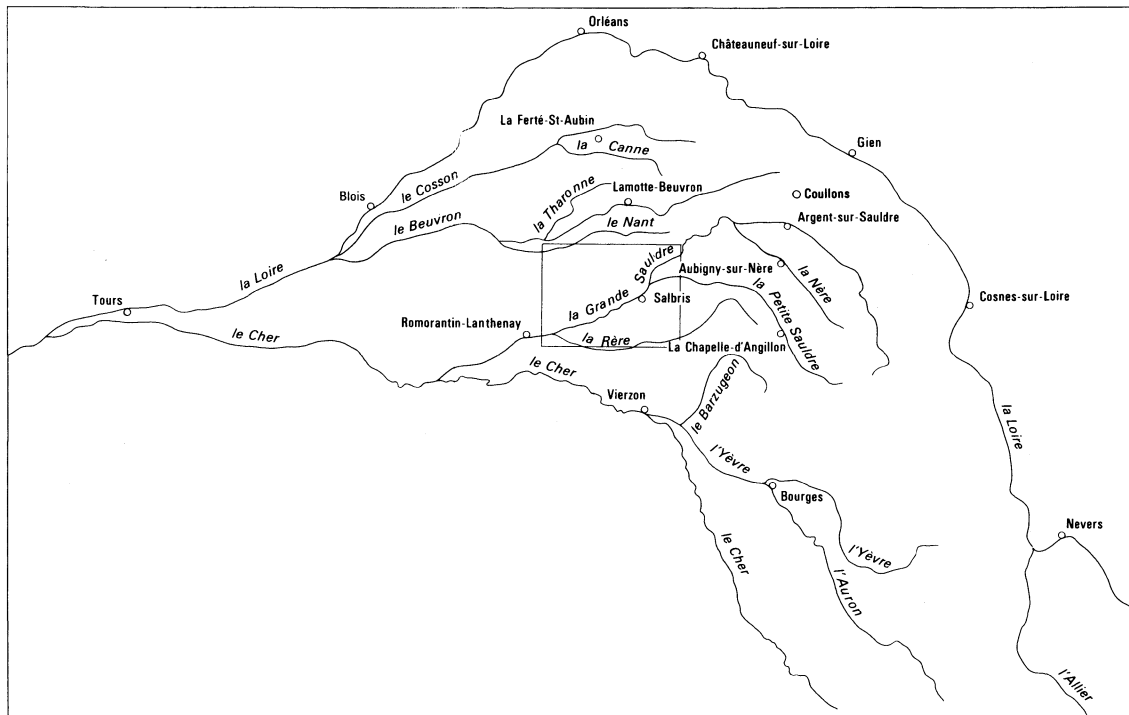 Orléans
Châteauneuf-sur-Loire
La Ferté-St-Aubin
la Canne
Gien
le Cosson
Blois
la Tharonne
Lamotte-Beuvron
Coullons
le Beuvron
le Nant
Argent-sur-Sauldre
la Loire
Sauldre
Aubigny-sur-Nère
la Nère
Tours
la Grande
Salbris
la Petite Sauldre
Cosnes-sur-Loire
le Cher
Romorantin-Lanthenay
la Rère
La Chapelle-d'Angillon
le Cher
Vierzon
le Barzugeon
la Loire
l'Yèvre
Bourges
Nevers
le Cher
l'Yèvre
l'Auron
l'Allier